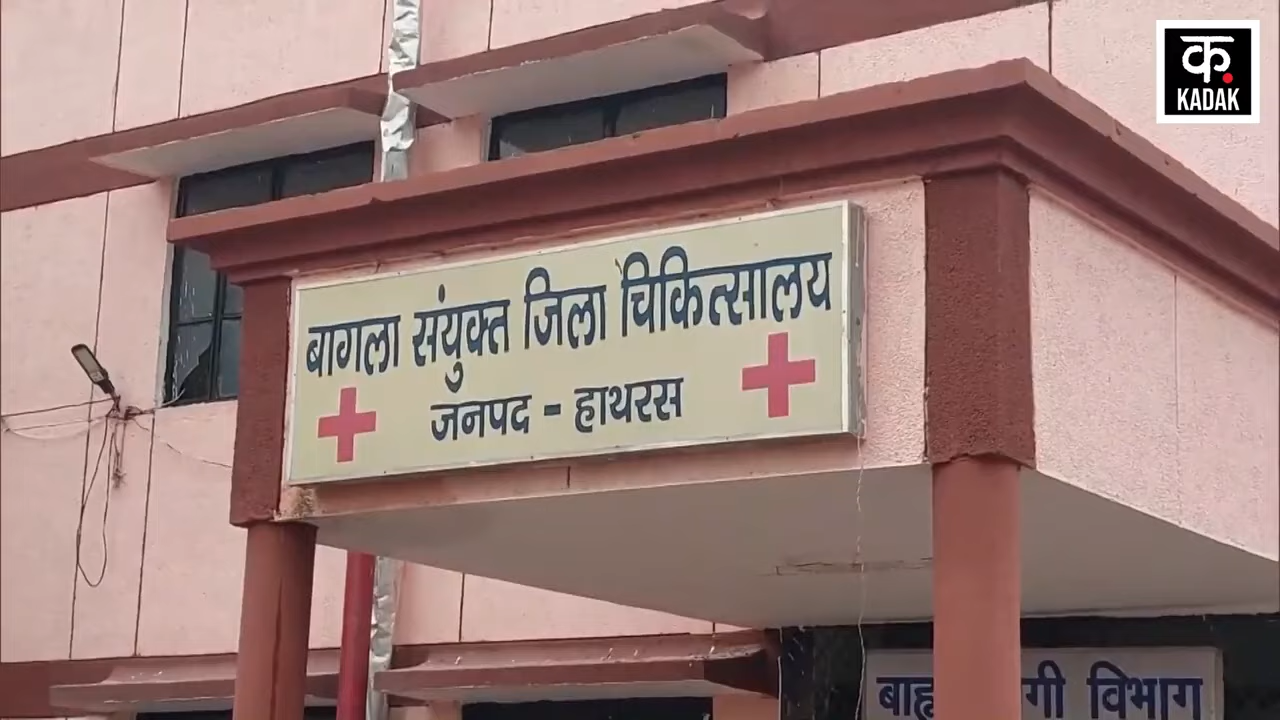 क
KADAK
बागला संयुक्त जिला चिकित्सालय
जनपद - हाथरस
विभाग